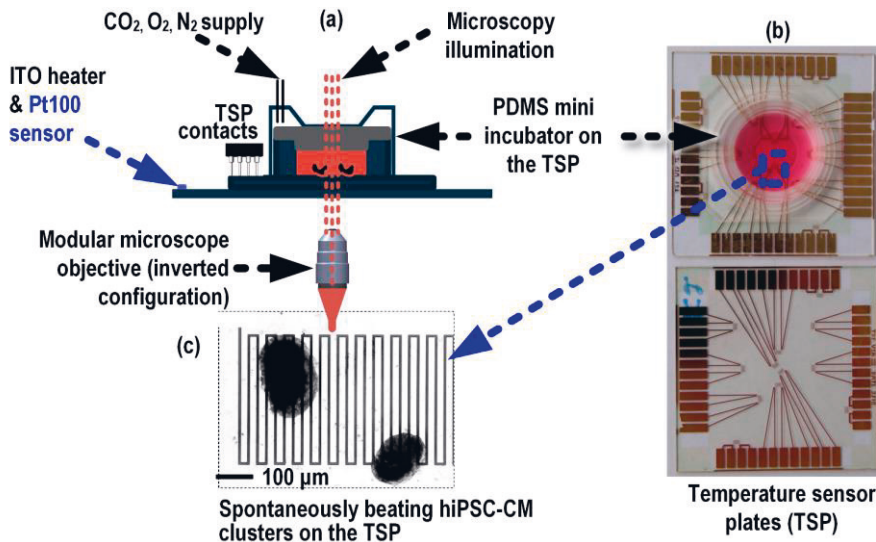 (a)
CO2, O2, N2 supply
Microscopy
illumination
ITO heater
& Pt100
sensor
TSP
contacts
PDMS mini
incubator on
the TSP
Modular microscope
objective (inverted
configuration)
(b)
(c)
100 µm
Spontaneously beating hiPSC-CM
clusters on the TSP
Temperature sensor
plates (TSP)